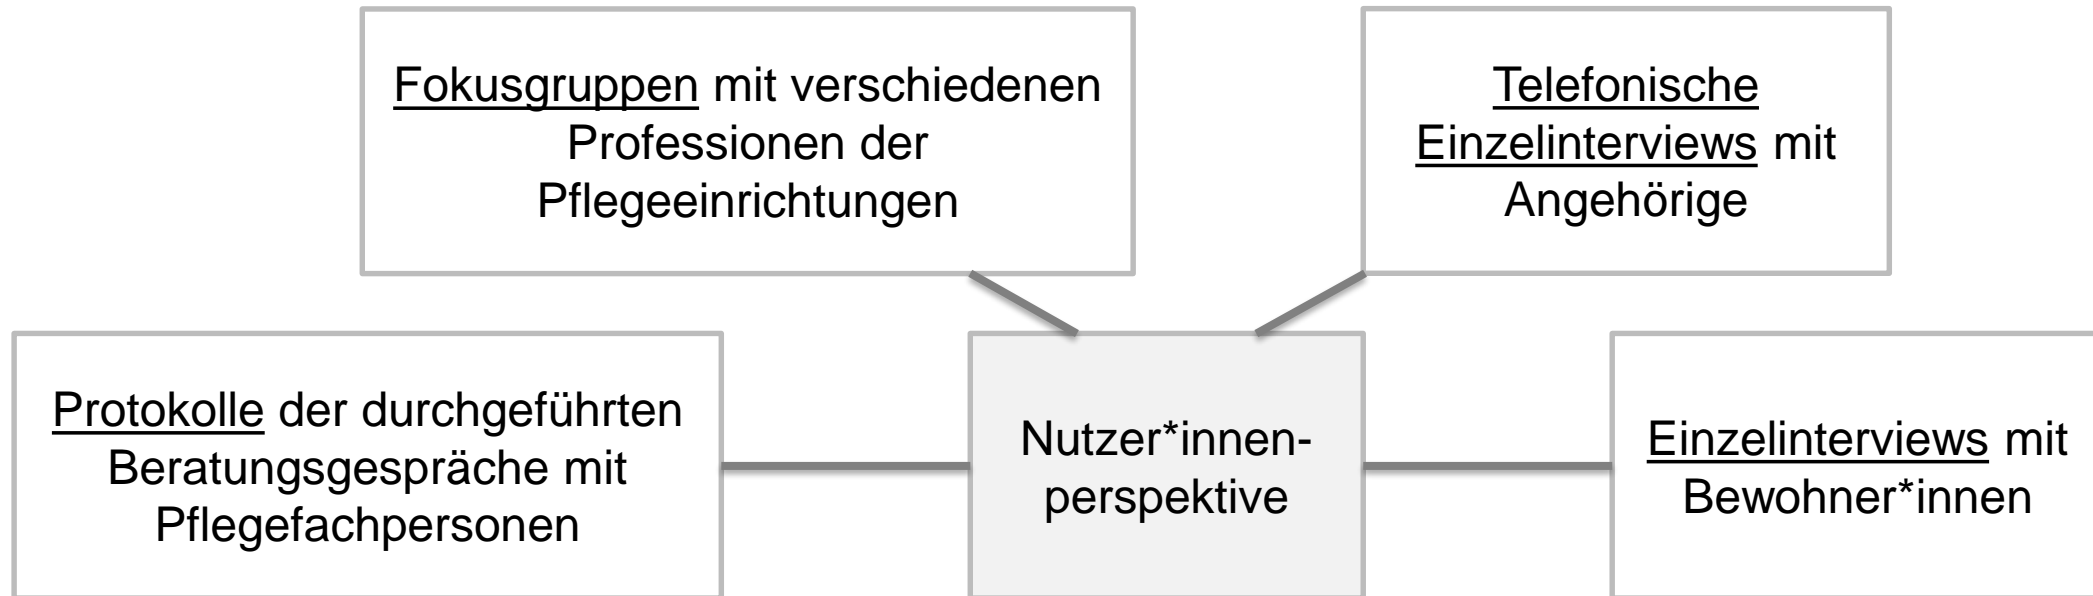 Fokusgruppen mit verschiedenen
Professionen der
Pflegeeinrichtungen
Telefonische
Einzelinterviews mit
Angehörige
Protokolle der durchgeführten
Beratungsgespräche mit
Pflegefachpersonen
Nutzer*innen-
perspektive
Einzelinterviews mit
Bewohner*innen